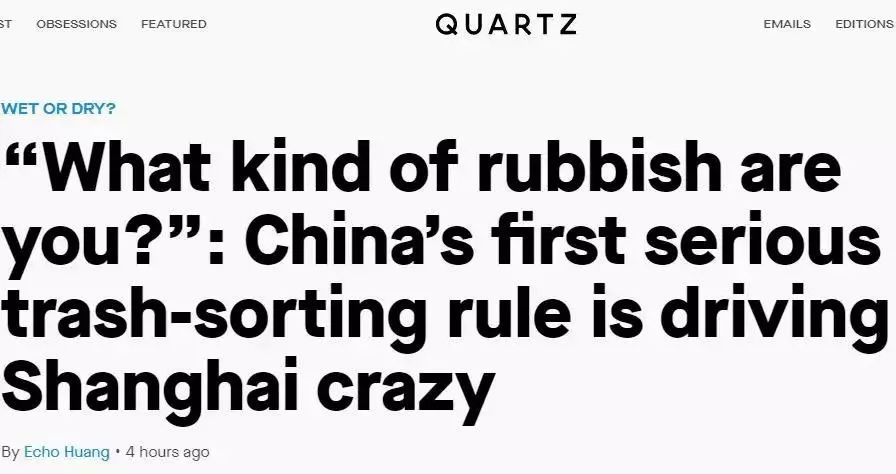 ST OBSESSIONS FEATURED QUARTZ EMAILS EDITIONS
WET OR DRY?
“What kind of rubbish are
you?”: China’s first serious
trash-sorting rule is driving
Shanghai crazy
By Echo Huang • 4 hours ago